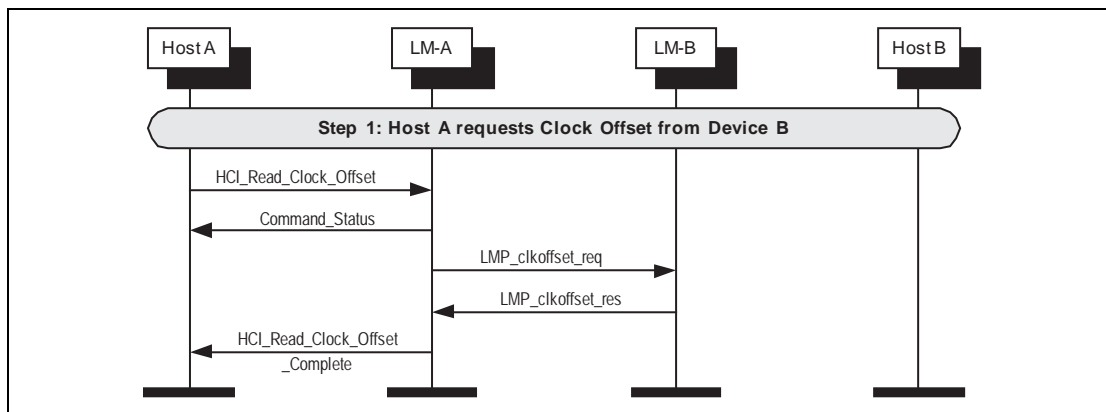 Host A
LM-A
LM-B
Host B
Step 1: Host A requests Clock Offset from Device B
HCI_Read_Clock_Offset
Command_Status
LMP_clkoffset_req
LMP_clkoffset_res
HCI_Read_Clock_Offset
_Complete